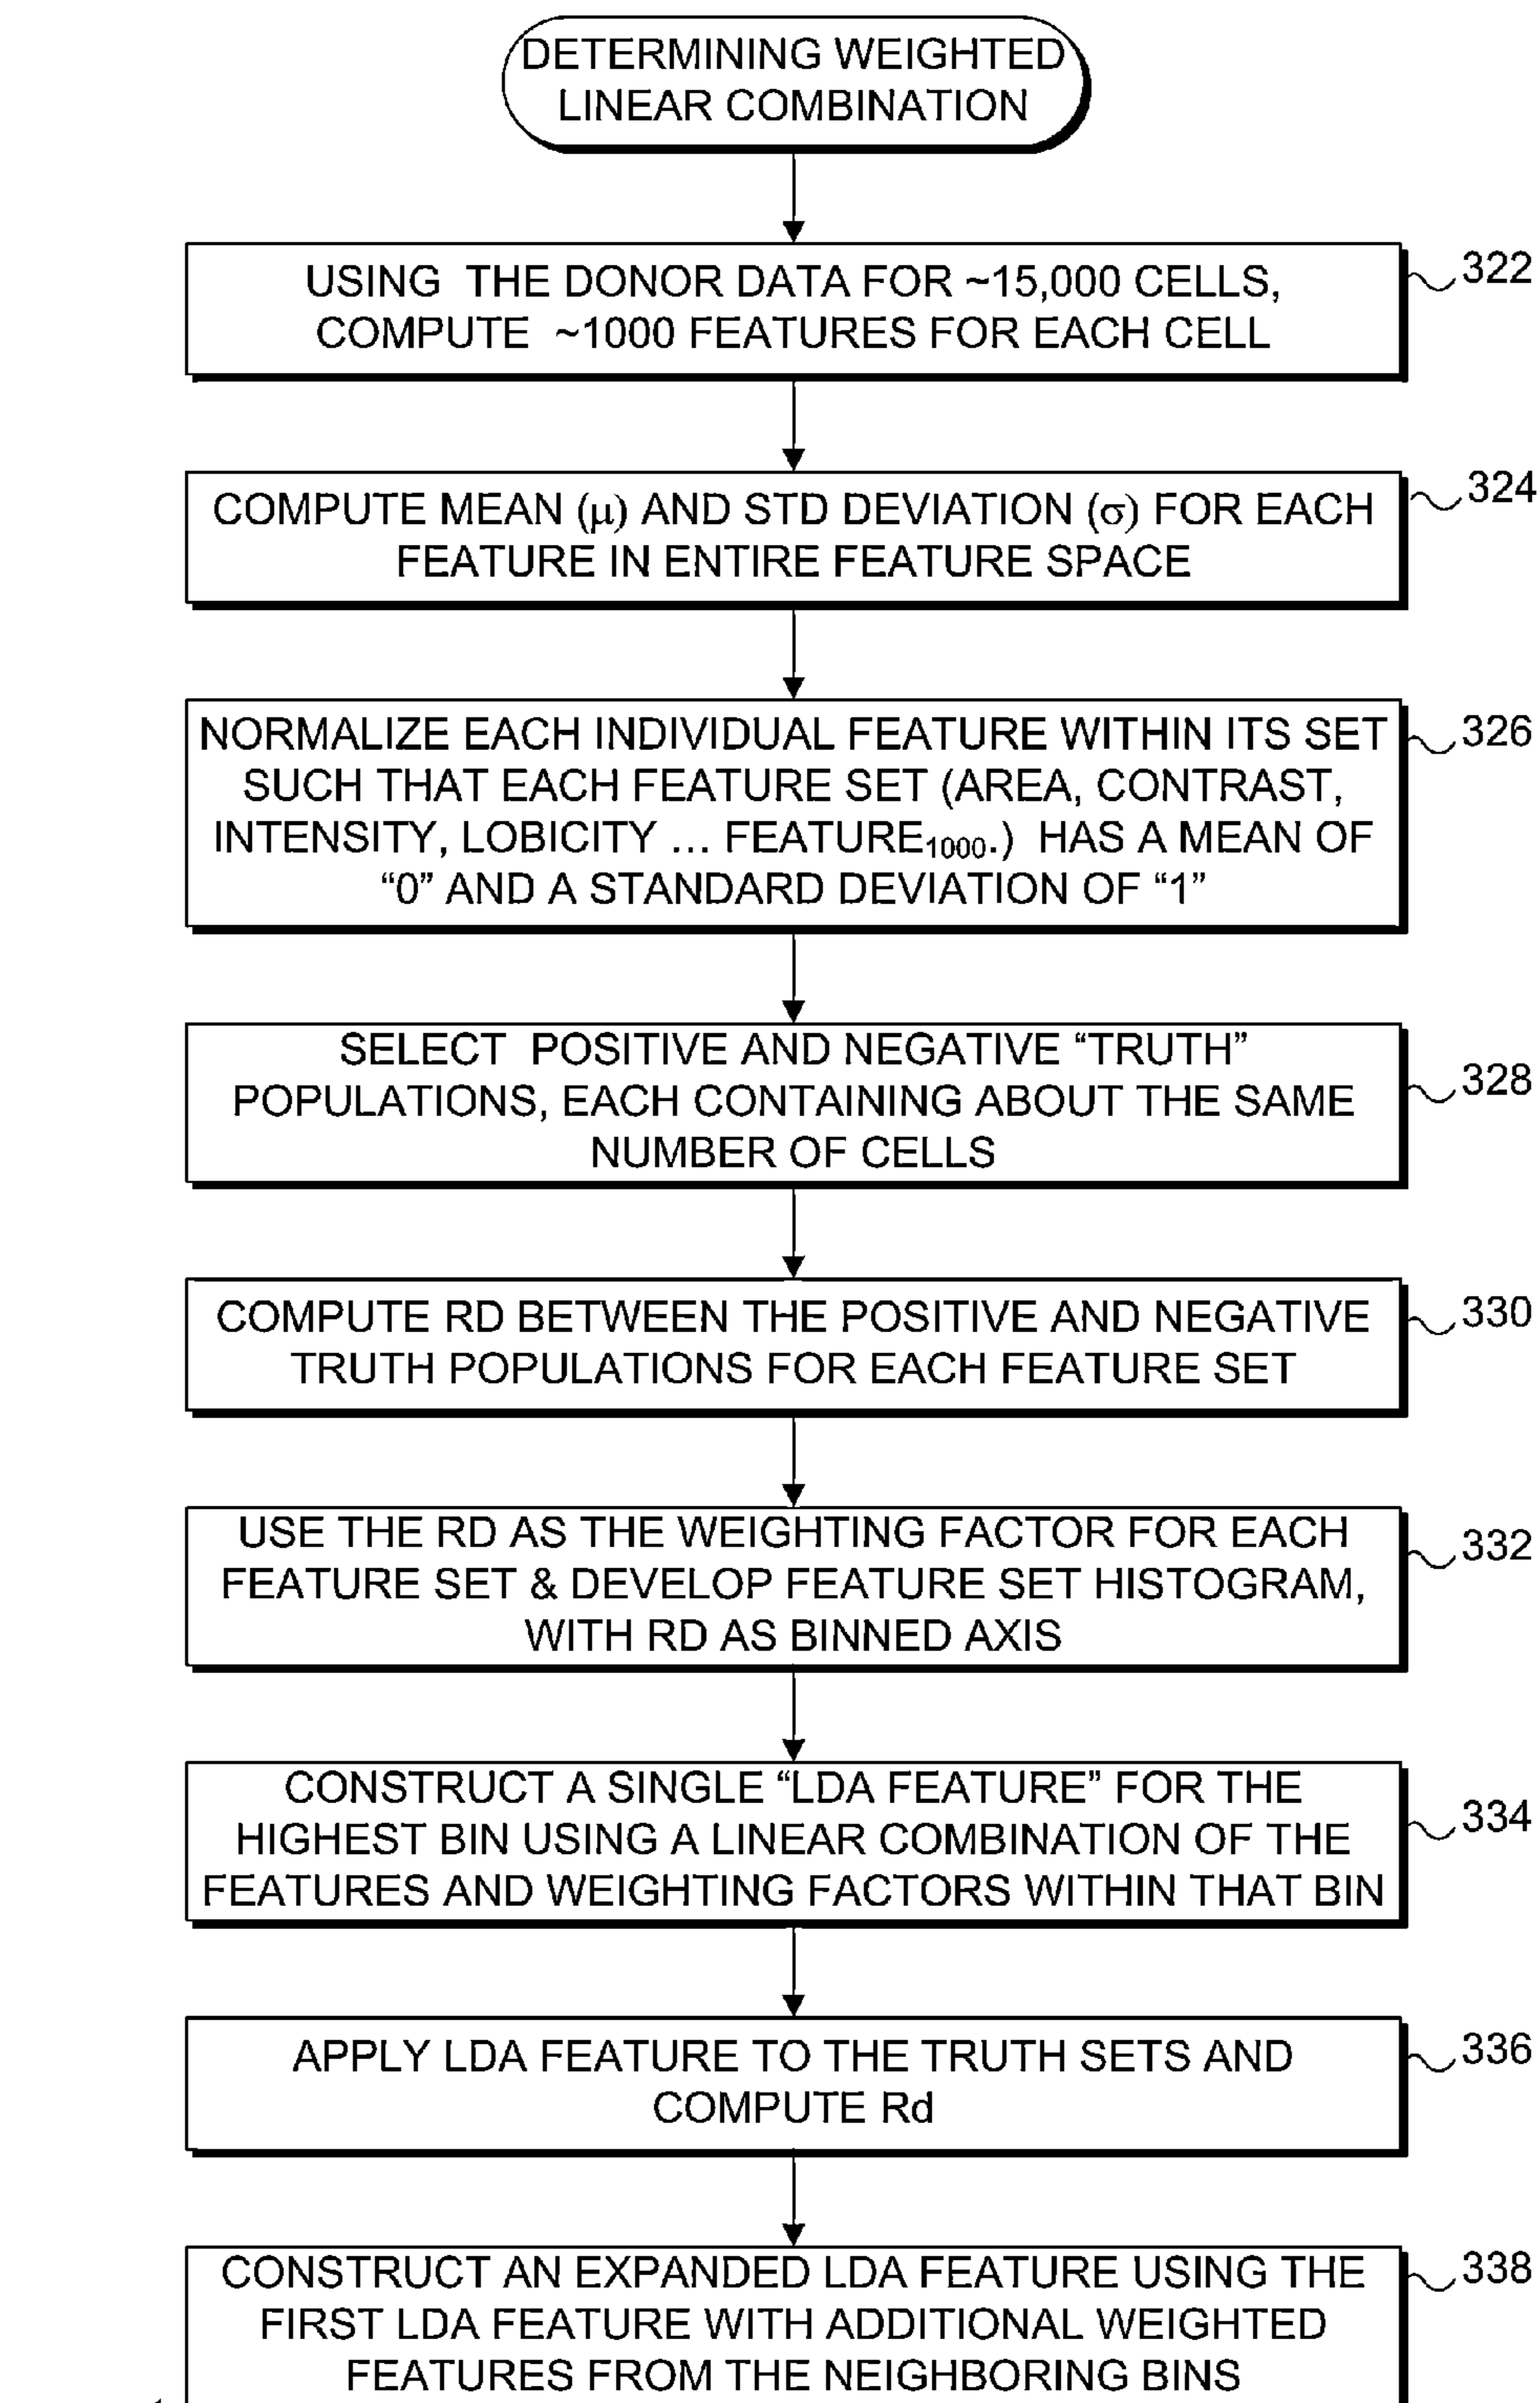 DETERMINING WEIGHTED
LINEAR COMBINATION
USING THE DONOR DATA FOR ~15,000 CELLS,
COMPUTE ~1000 FEATURES FOR EACH CELL
322
COMPUTE MEAN (μ) AND STD DEVIATION (σ) FOR EACH
FEATURE IN ENTIRE FEATURE SPACE
324
NORMALIZE EACH INDIVIDUAL FEATURE WITHIN ITS SET
SUCH THAT EACH FEATURE SET (AREA, CONTRAST,
INTENSITY, LOBICITY ... FEATURE₁₀₀₀.) HAS A MEAN OF
“0” AND A STANDARD DEVIATION OF “1”
326
SELECT POSITIVE AND NEGATIVE “TRUTH”
POPULATIONS, EACH CONTAINING ABOUT THE SAME
NUMBER OF CELLS
328
COMPUTE RD BETWEEN THE POSITIVE AND NEGATIVE
TRUTH POPULATIONS FOR EACH FEATURE SET
330
USE THE RD AS THE WEIGHTING FACTOR FOR EACH
FEATURE SET & DEVELOP FEATURE SET HISTOGRAM,
WITH RD AS BINNED AXIS
332
CONSTRUCT A SINGLE “LDA FEATURE” FOR THE
HIGHEST BIN USING A LINEAR COMBINATION OF THE
FEATURES AND WEIGHTING FACTORS WITHIN THAT BIN
334
APPLY LDA FEATURE TO THE TRUTH SETS AND
COMPUTE Rd
336
CONSTRUCT AN EXPANDED LDA FEATURE USING THE
FIRST LDA FEATURE WITH ADDITIONAL WEIGHTED
FEATURES FROM THE NEIGHBORING BINS
338